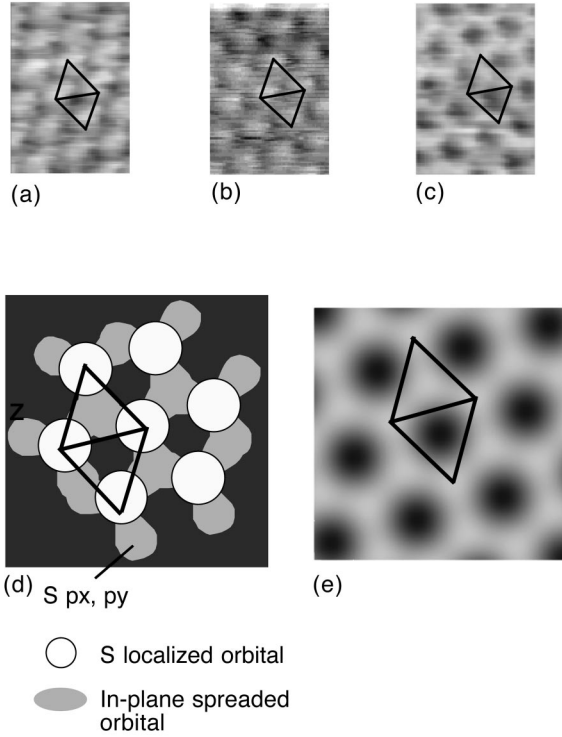 (a)
(b)
(c)
z
(d)
(e)
S px, py
S localized orbital
In-plane spreaded
orbital